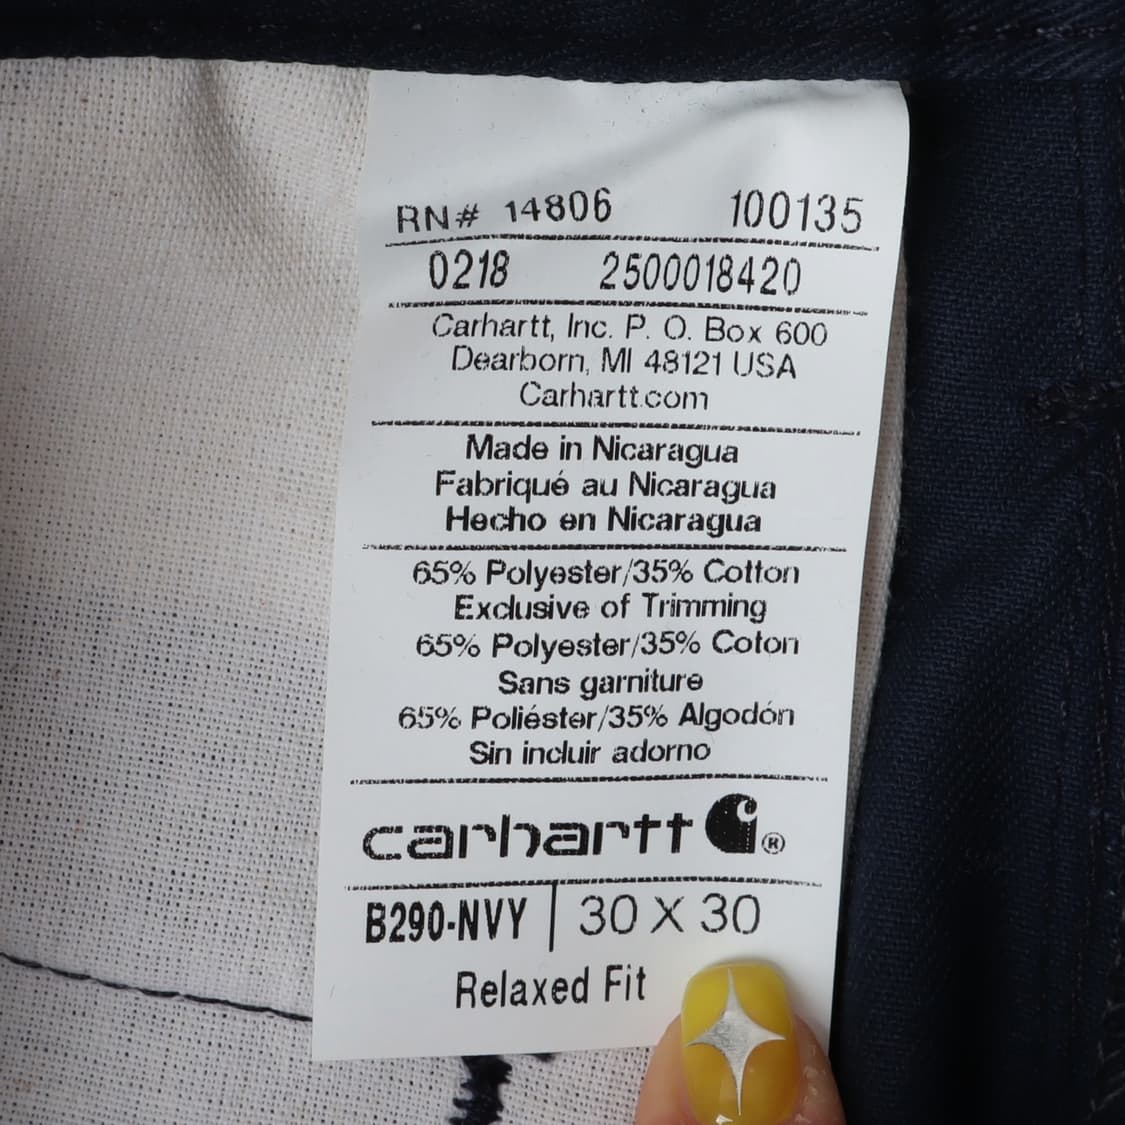 RN# 14806 100135
0218 2500018420
Carhartt, Inc. P. O. Box 600
Dearborn, MI 48121 USA
Carhartt.com
Made in Nicaragua
Fabriqué au Nicaragua
Hecho en Nicaragua
65% Polyester/35% Cotton
Exclusive of Trimming
65% Polyester/35% Coton
Sans garniture
65% Poliéster/35% Algodón
Sin incluir adorno
carhartt ®
B290-NVY | 30 X 30
Relaxed Fit